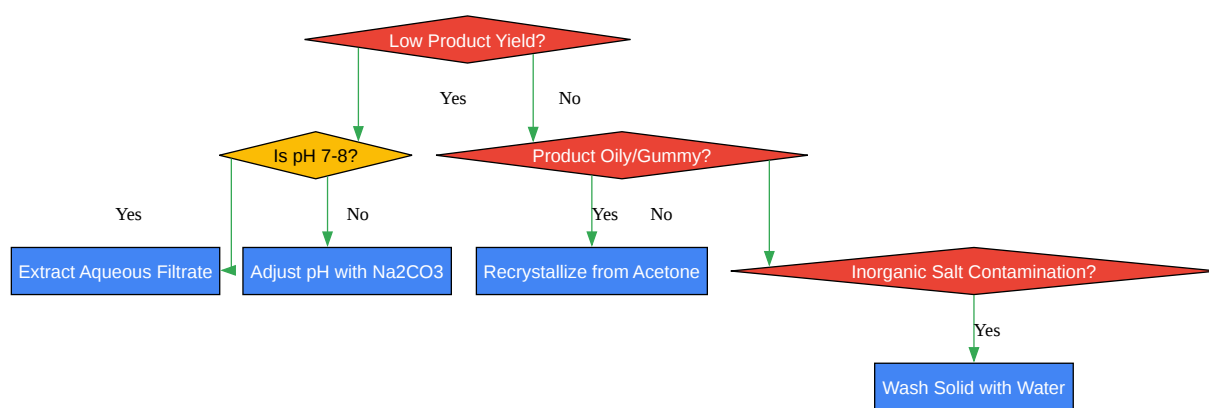 Low Product Yield?
Yes
No
Is pH 7-8?
Product Oily/Gummy?
Yes
No
Yes
No
Extract Aqueous Filtrate
Adjust pH with Na2CO3
Recrystallize from Acetone
Inorganic Salt Contamination?
Yes
Wash Solid with Water